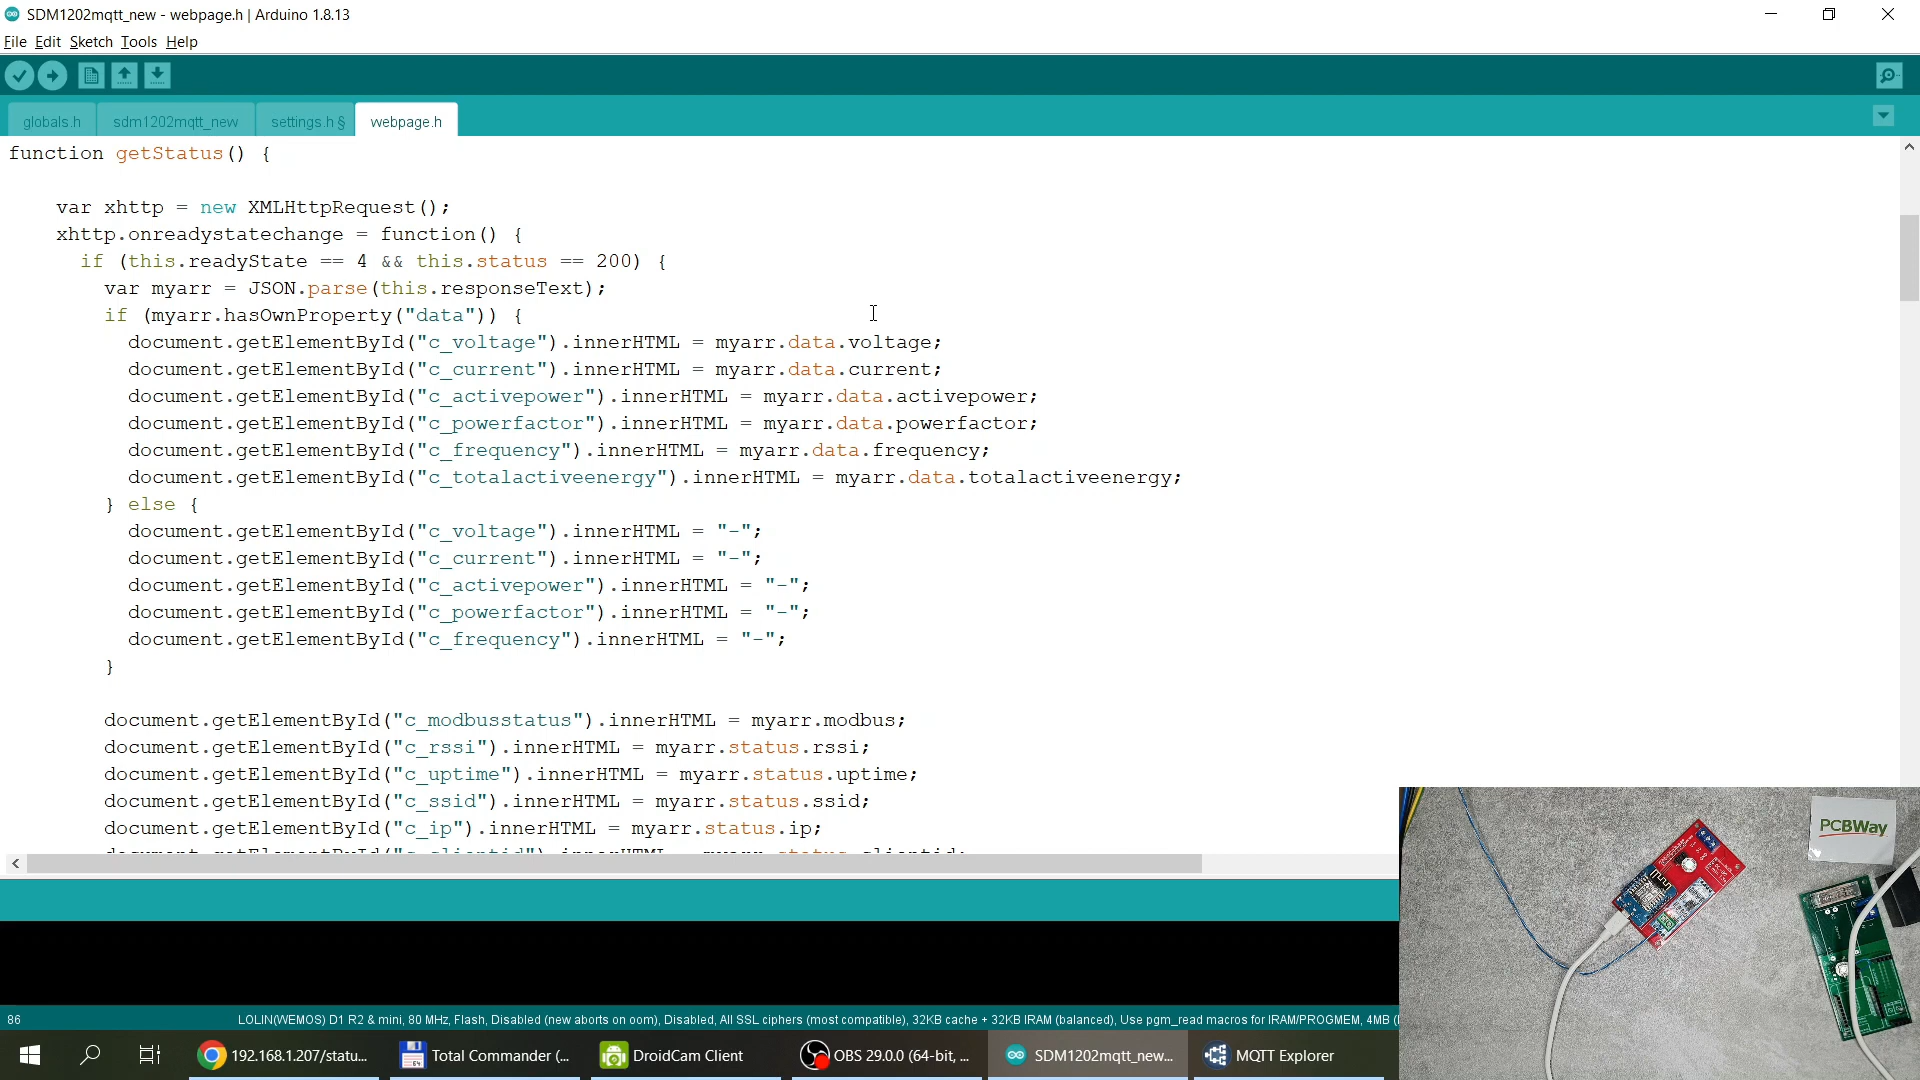 SDM1202mqtt_new - webpage.h | Arduino 1.8.13
File Edit Sketch Tools Help
globals.h sdm1202mqtt_new settings.h § webpage.h
function getStatus() {
var xhttp = new XMLHttpRequest();
xhttp.onreadystatechange = function() {
if (this.readyState == 4 && this.status == 200) {
var myarr = JSON.parse(this.responseText);
if (myarr.hasOwnProperty("data")) {
document.getElementById("c_voltage").innerHTML = myarr.data.voltage;
document.getElementById("c_current").innerHTML = myarr.data.current;
document.getElementById("c_activepower").innerHTML = myarr.data.activepower;
document.getElementById("c_powerfactor").innerHTML = myarr.data.powerfactor;
document.getElementById("c_frequency").innerHTML = myarr.data.frequency;
document.getElementById("c_totalactiveenergy").innerHTML = myarr.data.totalactiveenergy;
} else {
document.getElementById("c_voltage").innerHTML = "-";
document.getElementById("c_current").innerHTML = "-";
document.getElementById("c_activepower").innerHTML = "-";
document.getElementById("c_powerfactor").innerHTML = "-";
document.getElementById("c_frequency").innerHTML = "-";
}
document.getElementById("c_modbusstatus").innerHTML = myarr.modbus;
document.getElementById("c_rssi").innerHTML = myarr.status.rssi;
document.getElementById("c_uptime").innerHTML = myarr.status.uptime;
document.getElementById("c_ssid").innerHTML = myarr.status.ssid;
document.getElementById("c_ip").innerHTML = myarr.status.ip;
PCBWay
86 LOLIN(WEMOS) D1 R2 & mini, 80 MHz, Flash, Disabled (new aborts on oom), Disabled, All SSL ciphers (most compatible), 32KB cache + 32KB IRAM (balanced), Use pgm_read macros for IRAM/PROGMEM, 4MB (
192.168.1.207/statu... Total Commander (... DroidCam Client OBS 29.0.0 (64-bit, ... SDM1202mqtt_new... MQTT Explorer